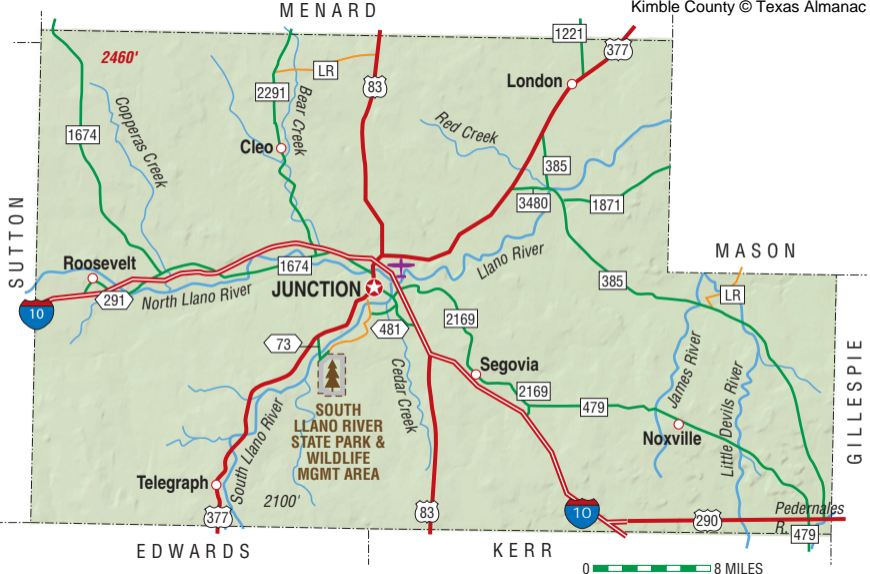 MENARD
Kimble County © Texas Almanac
1221
377
2460'
LR
83
London
2291
Bear Creek
Copperas Creek
1674
Red Creek
Cleo
385
3480
1871
SUTTON
MASON
Roosevelt
1674
Llano River
385
JUNCTION
291
North Llano River
LR
10
2169
481
73
GILLESPIE
James River
Segovia
Cedar Creek
Little Devils River
2169
479
SOUTH
LLANO RIVER
STATE PARK &
WILDLIFE
MGMT AREA
South Llano River
Noxville
Telegraph
2100'
377
83
10
290
Pedernales
R.
479
EDWARDS
KERR
0 8 MILES